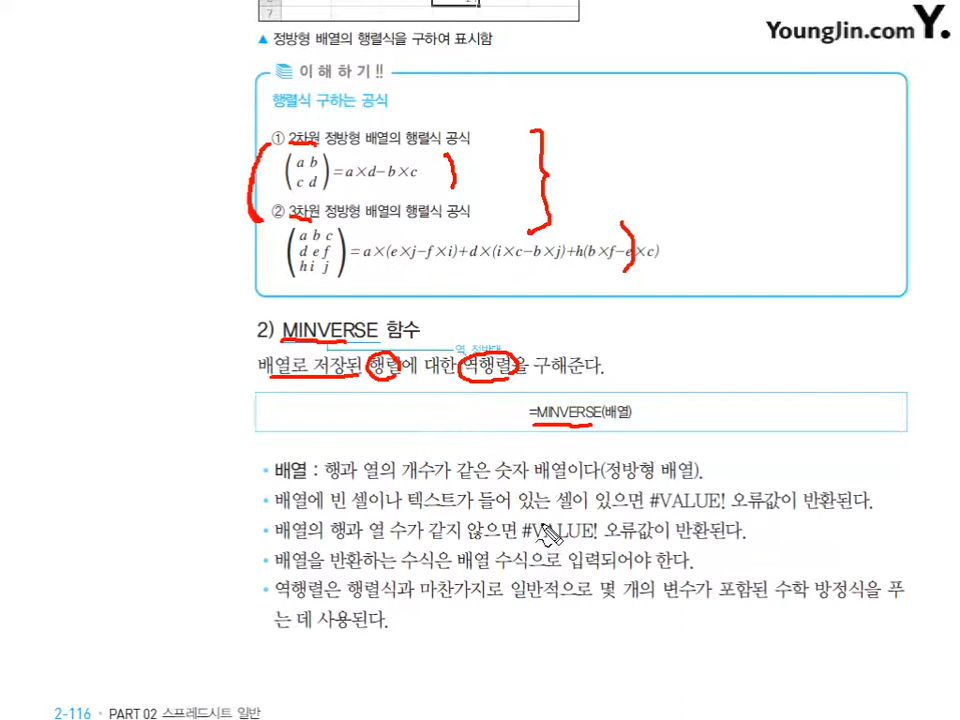 7
YoungJin.com Y.
▲ 정방형 배열의 행렬식을 구하여 표시함
이해하기!!
행렬식 구하는 공식
① 2차원 정방형 배열의 행렬식 공식
a b
c d
= a×d−b×c
② 3차원 정방형 배열의 행렬식 공식
a b c
d e f
h i j
= a×(e×j−f×i)+d×(i×c−b×j)+h(b×f−e×c)
2) MINVERSE 함수
역, 정반대
배열로 저장된 행렬에 대한 역행렬을 구해준다.
=MINVERSE(배열)
• 배열 : 행과 열의 개수가 같은 숫자 배열이다(정방형 배열).
• 배열에 빈 셀이나 텍스트가 들어 있는 셀이 있으면 #VALUE! 오류값이 반환된다.
• 배열의 행과 열 수가 같지 않으면 #VALUE! 오류값이 반환된다.
• 배열을 반환하는 수식은 배열 수식으로 입력되어야 한다.
• 역행렬은 행렬식과 마찬가지로 일반적으로 몇 개의 변수가 포함된 수학 방정식을 푸
는 데 사용된다.
2-116 • PART 02 스프레드시트 일반